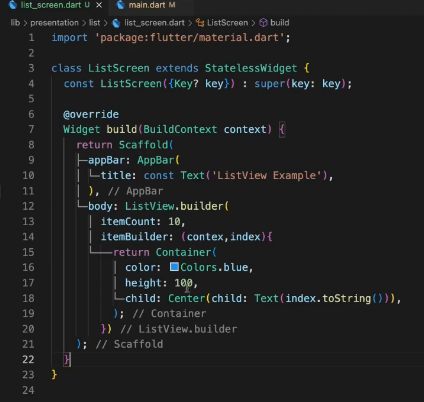 list_screen.dart U × main.dart M
lib > presentation > list > list_screen.dart > ListScreen > build
1 import 'package:flutter/material.dart';
2
3 class ListScreen extends StatelessWidget {
4 const ListScreen({Key? key}) : super(key: key);
5
6 @override
7 Widget build(BuildContext context) {
8 return Scaffold(
9 appBar: AppBar(
10 title: const Text('ListView Example'),
11 ), // AppBar
12 body: ListView.builder(
13 itemCount: 10,
14 itemBuilder: (contex,index){
15 return Container(
16 color: Colors.blue,
17 height: 100,
18 child: Center(child: Text(index.toString())),
19 ); // Container
20 }) // ListView.builder
21 ); // Scaffold
22 }
23 }
24